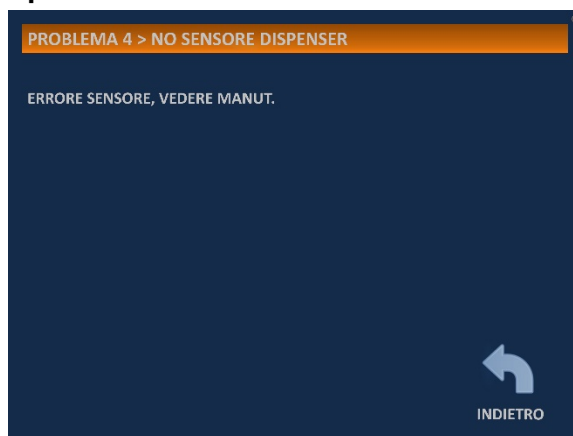 PROBLEMA 4 > NO SENSORE DISPENSER
ERRORE SENSORE, VEDERE MANUT.
INDIETRO